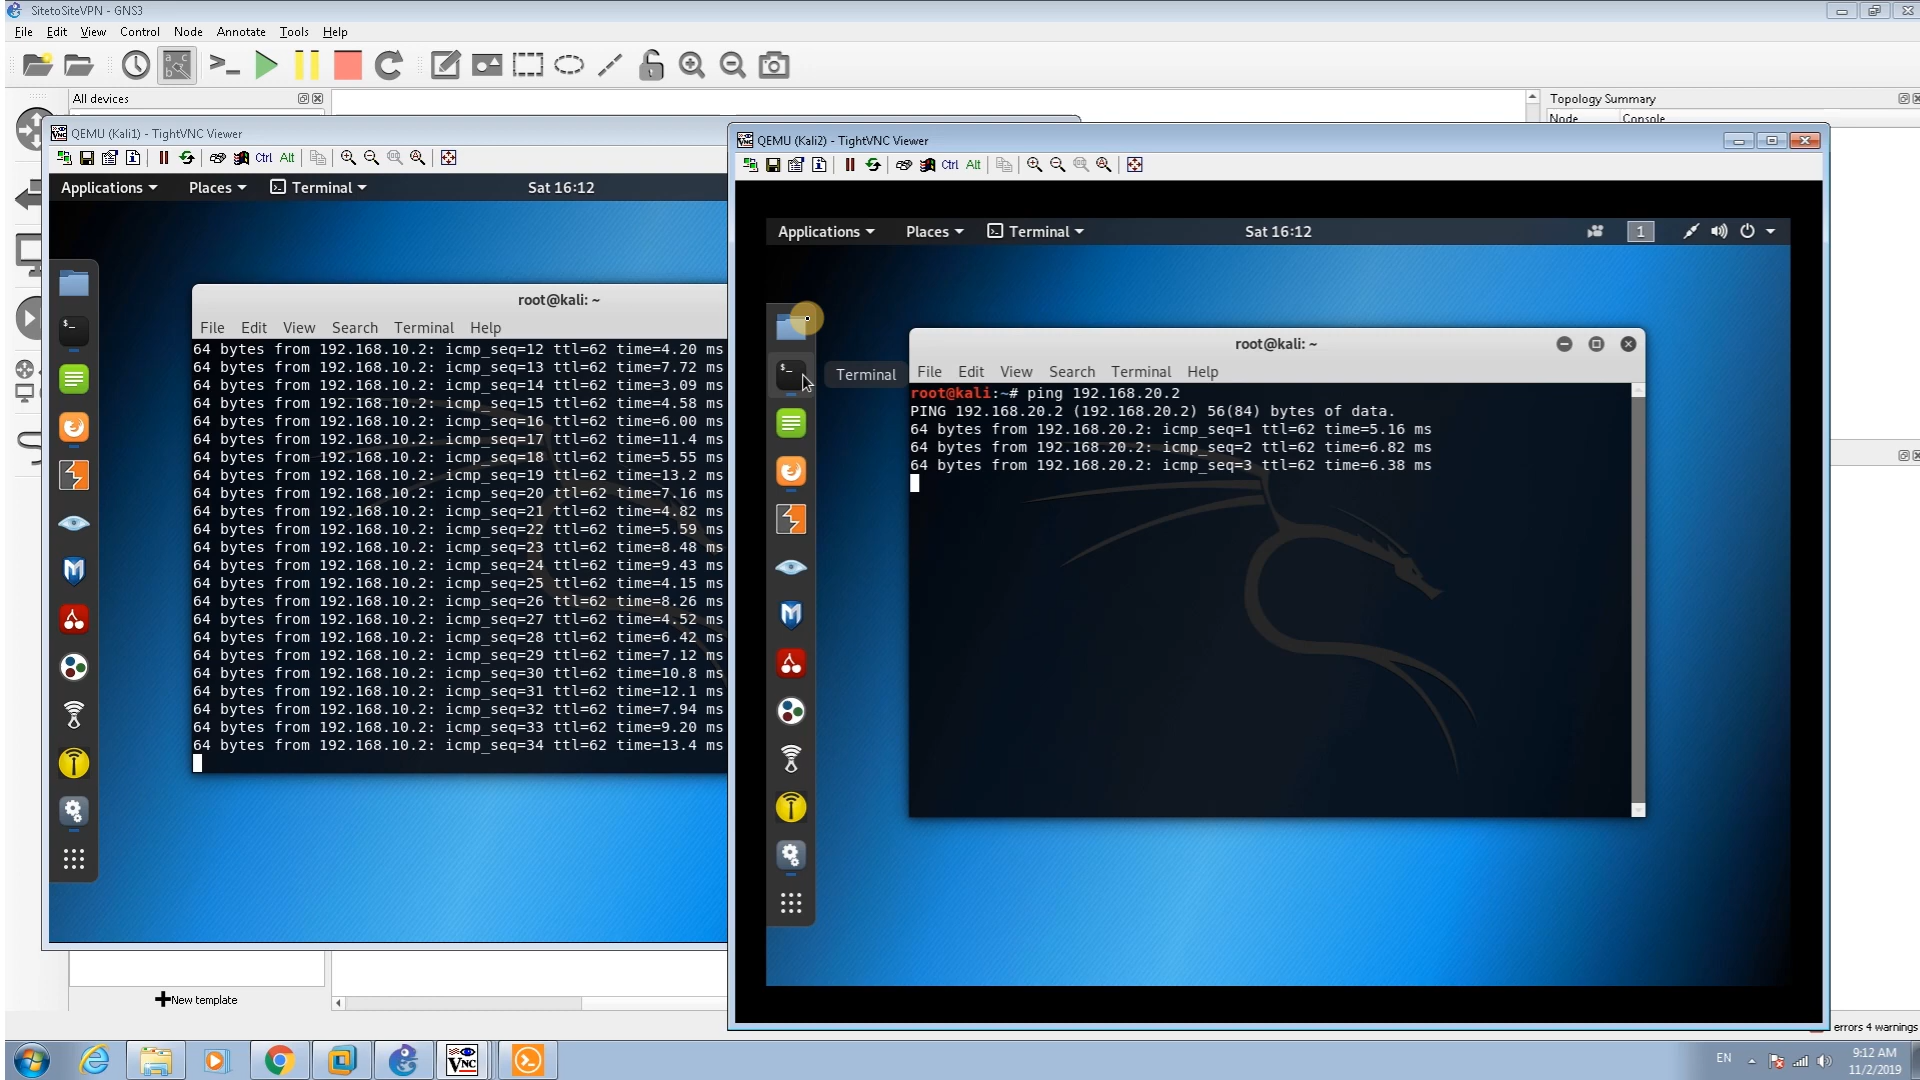 SitetoSiteVPN - GNS3
File Edit View Control Node Annotate Tools Help
All devices
Topology Summary
Node Console
QEMU (Kali1) - TightVNC Viewer
Ctrl Alt
Applications Places Terminal Sat 16:12
root@kali: ~
File Edit View Search Terminal Help
64 bytes from 192.168.10.2: icmp_seq=12 ttl=62 time=4.20 ms
64 bytes from 192.168.10.2: icmp_seq=13 ttl=62 time=7.72 ms
64 bytes from 192.168.10.2: icmp_seq=14 ttl=62 time=3.09 ms
64 bytes from 192.168.10.2: icmp_seq=15 ttl=62 time=4.58 ms
64 bytes from 192.168.10.2: icmp_seq=16 ttl=62 time=6.00 ms
64 bytes from 192.168.10.2: icmp_seq=17 ttl=62 time=11.4 ms
64 bytes from 192.168.10.2: icmp_seq=18 ttl=62 time=5.55 ms
64 bytes from 192.168.10.2: icmp_seq=19 ttl=62 time=13.2 ms
64 bytes from 192.168.10.2: icmp_seq=20 ttl=62 time=7.16 ms
64 bytes from 192.168.10.2: icmp_seq=21 ttl=62 time=4.82 ms
64 bytes from 192.168.10.2: icmp_seq=22 ttl=62 time=5.59 ms
64 bytes from 192.168.10.2: icmp_seq=23 ttl=62 time=8.48 ms
64 bytes from 192.168.10.2: icmp_seq=24 ttl=62 time=9.43 ms
64 bytes from 192.168.10.2: icmp_seq=25 ttl=62 time=4.15 ms
64 bytes from 192.168.10.2: icmp_seq=26 ttl=62 time=8.26 ms
64 bytes from 192.168.10.2: icmp_seq=27 ttl=62 time=4.52 ms
64 bytes from 192.168.10.2: icmp_seq=28 ttl=62 time=6.42 ms
64 bytes from 192.168.10.2: icmp_seq=29 ttl=62 time=7.12 ms
64 bytes from 192.168.10.2: icmp_seq=30 ttl=62 time=10.8 ms
64 bytes from 192.168.10.2: icmp_seq=31 ttl=62 time=12.1 ms
64 bytes from 192.168.10.2: icmp_seq=32 ttl=62 time=7.94 ms
64 bytes from 192.168.10.2: icmp_seq=33 ttl=62 time=9.20 ms
64 bytes from 192.168.10.2: icmp_seq=34 ttl=62 time=13.4 ms
QEMU (Kali2) - TightVNC Viewer
Ctrl Alt
Applications Places Terminal Sat 16:12 1
Terminal
root@kali: ~
File Edit View Search Terminal Help
root@kali:~# ping 192.168.20.2
PING 192.168.20.2 (192.168.20.2) 56(84) bytes of data.
64 bytes from 192.168.20.2: icmp_seq=1 ttl=62 time=5.16 ms
64 bytes from 192.168.20.2: icmp_seq=2 ttl=62 time=6.82 ms
64 bytes from 192.168.20.2: icmp_seq=3 ttl=62 time=6.38 ms
New template
errors 4 warnings
EN
9:12 AM
11/2/2019